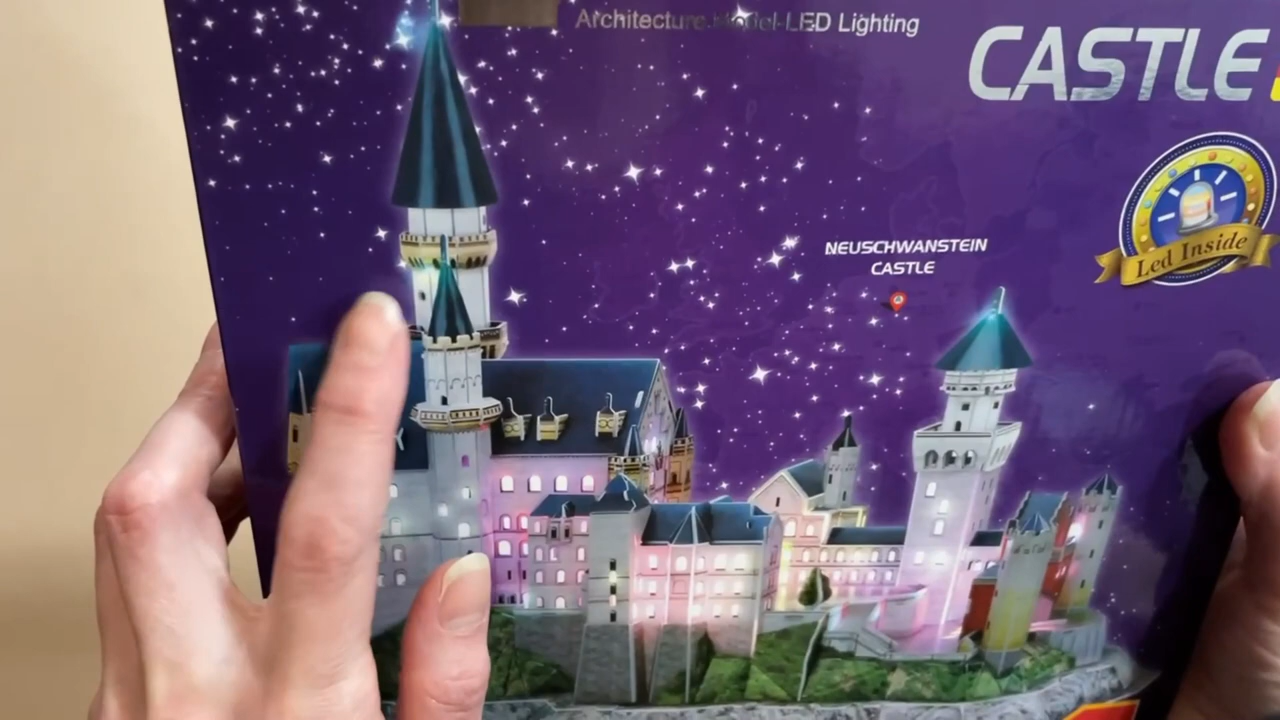 Architecture Model-LED Lighting
CASTLE
NEUSCHWANSTEIN
CASTLE
Led Inside